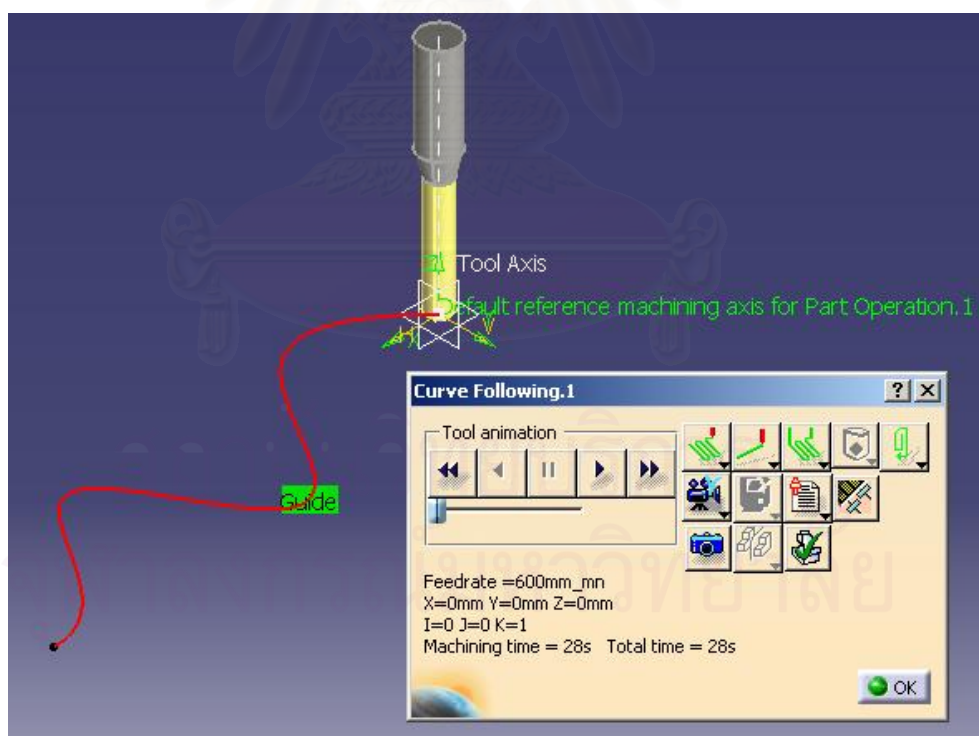 Tool Axis
Default reference machining axis for Part Operation.1
H
V
Guide
Curve Following.1
Tool animation
Feedrate =600mm_mn
X=0mm Y=0mm Z=0mm
I=0 J=0 K=1
Machining time = 28s Total time = 28s
OK